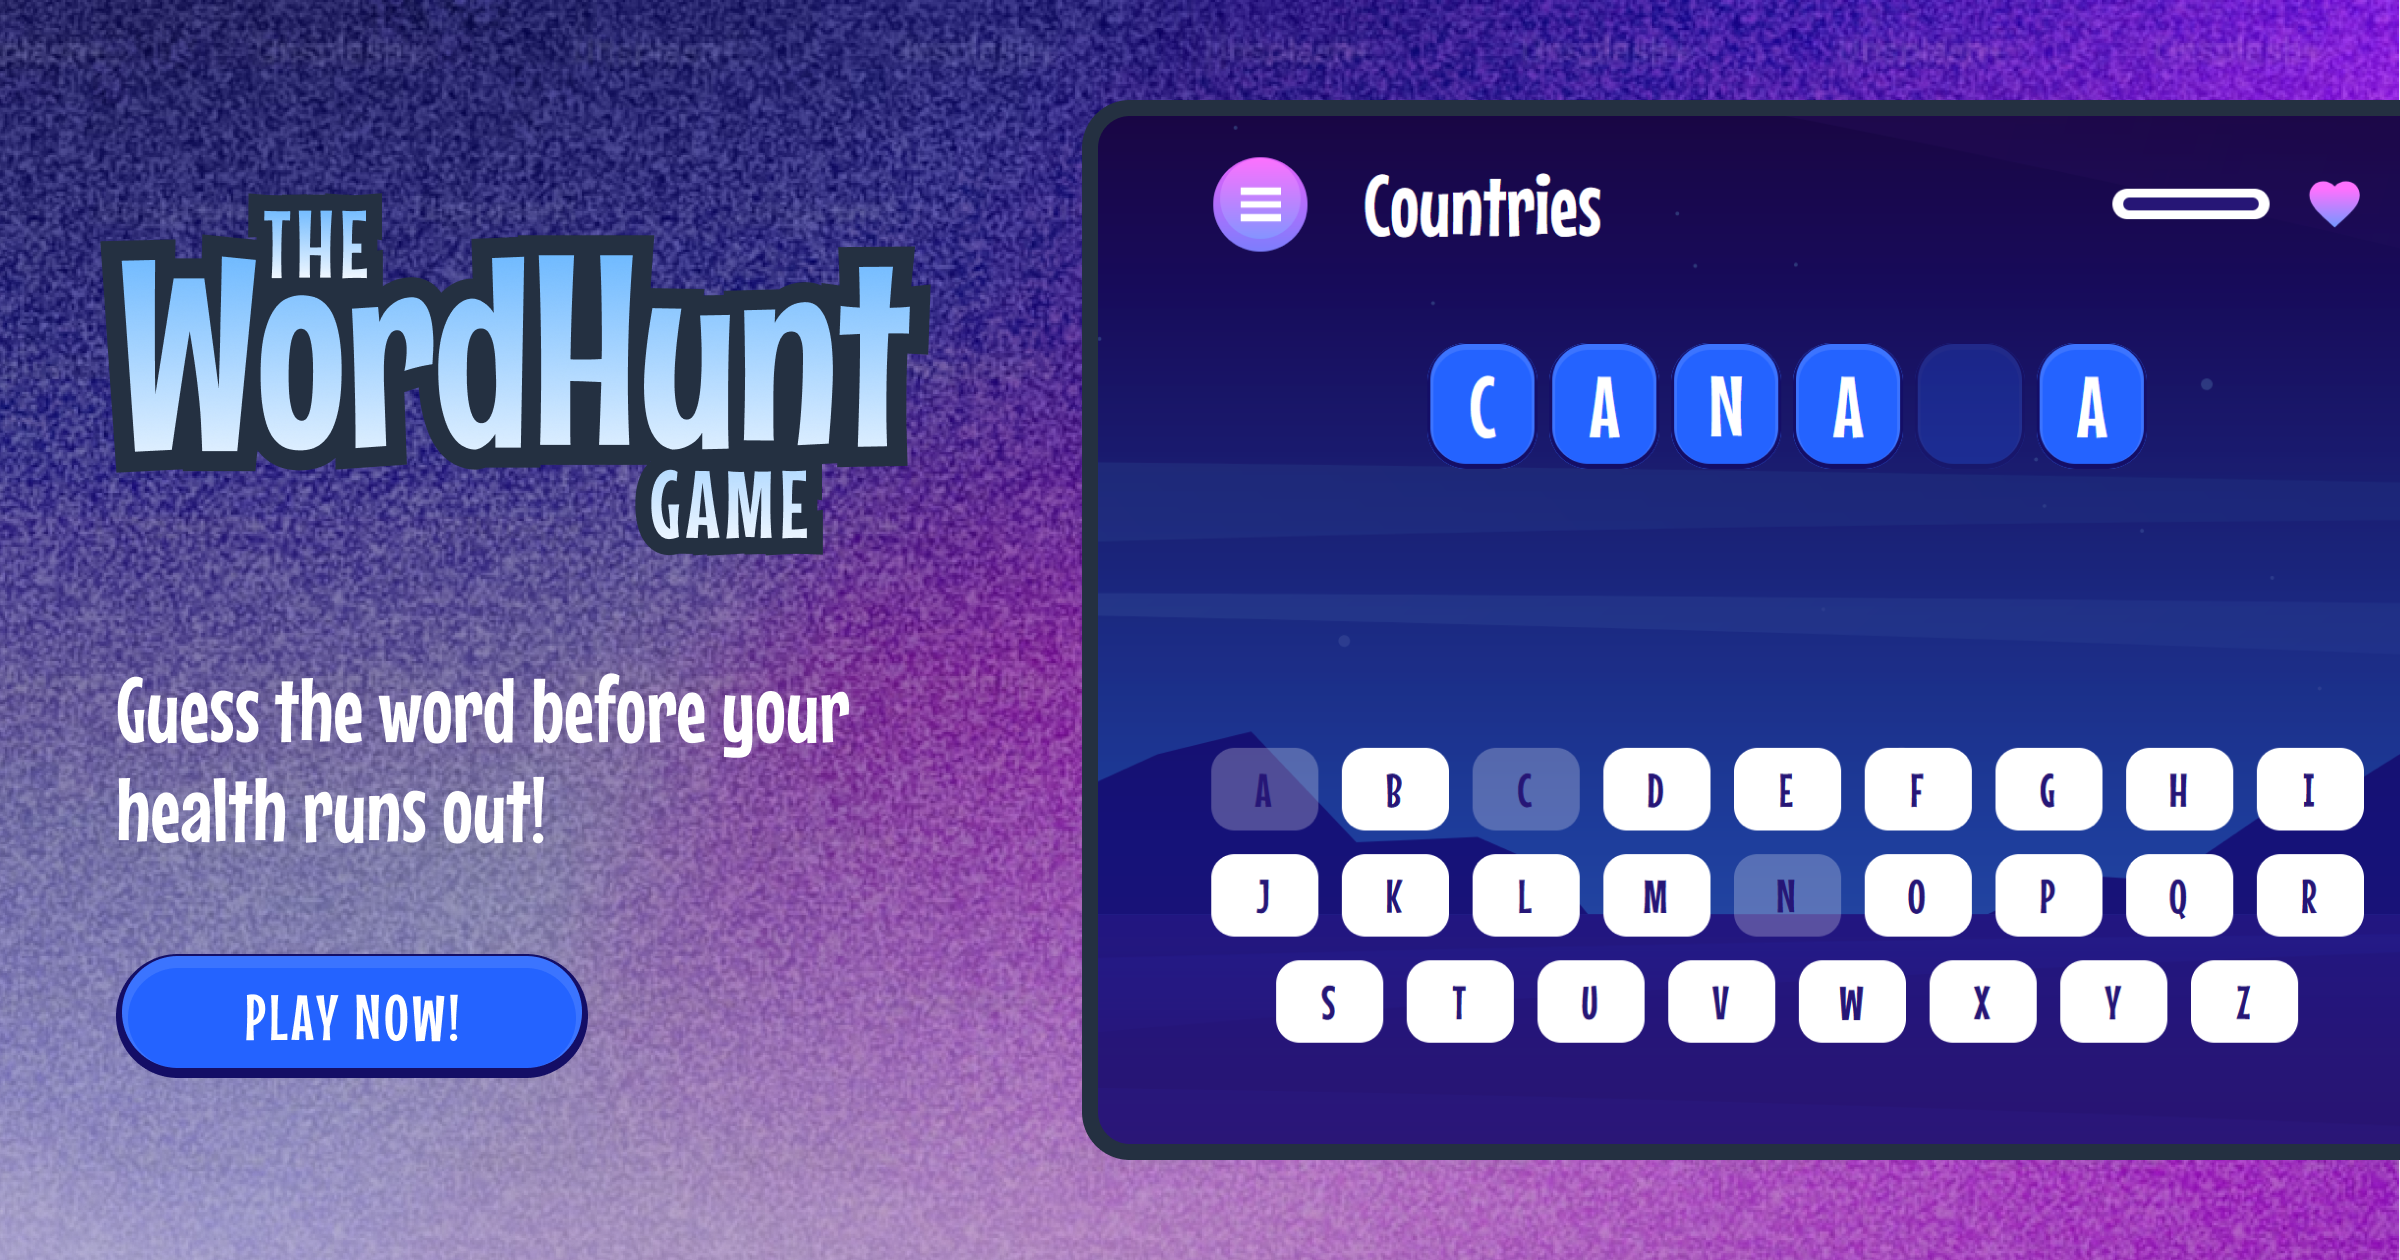 THE
WordHunt
GAME
Guess the word before your
health runs out!
PLAY NOW!
Countries
C A N A A
A B C D E F G H I
J K L M N O P Q R
S T U V W X Y Z